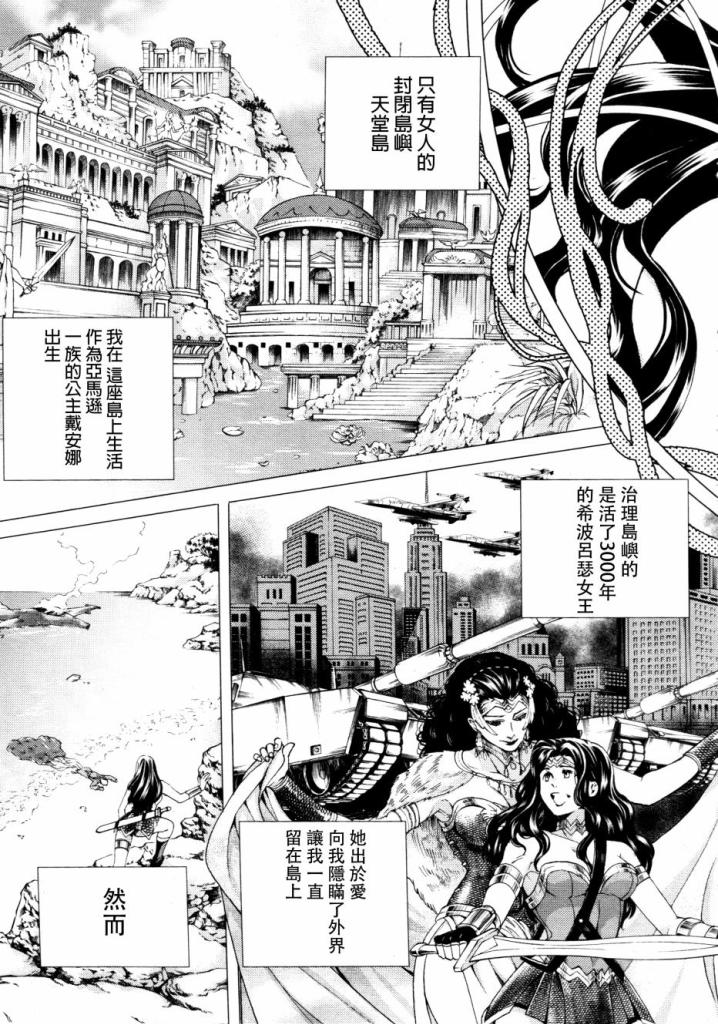 只有女人的
封閉島嶼
天堂島
我在 這座島上生活
作為亞馬遜
一族的公主戴安娜
出生
治理島嶼的
是活了3000年
的希波呂瑟女王
她出於愛
向我隱瞞了外界
讓我一直
留在島上
然而